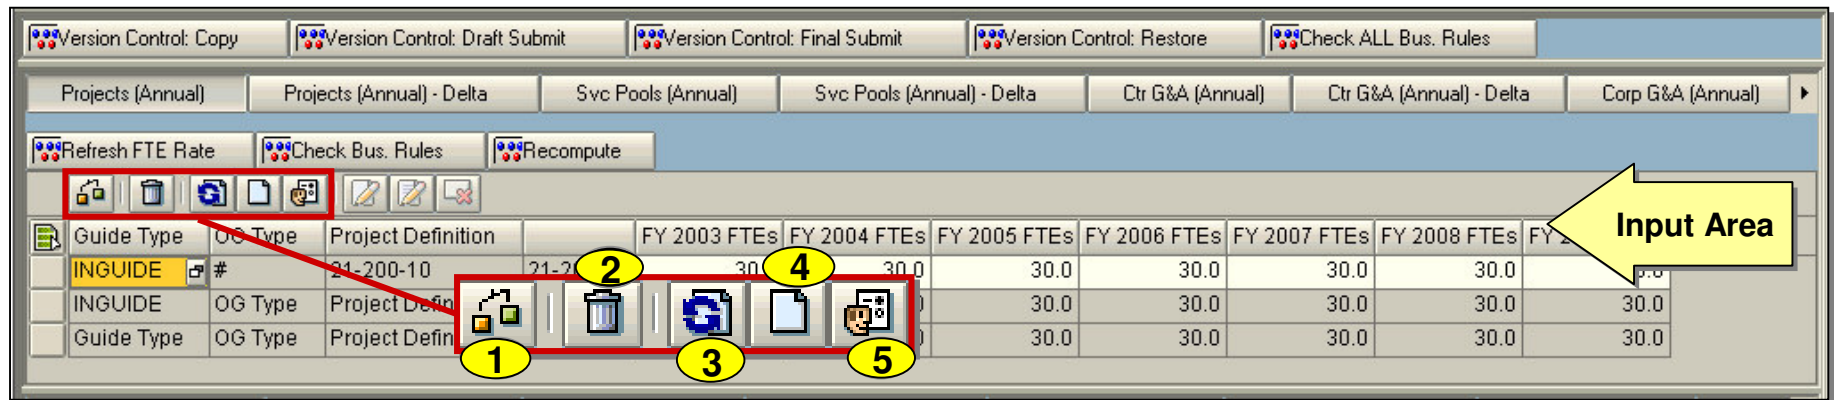 Version Control: Copy Version Control: Draft Submit Version Control: Final Submit Version Control: Restore Check ALL Bus. Rules
Projects (Annual) Projects (Annual) - Delta Svc Pools (Annual) Svc Pools (Annual) - Delta Ctr G&A (Annual) Ctr G&A (Annual) - Delta Corp G&A (Annual)
Refresh FTE Rate Check Bus. Rules Recompute
Input Area
Guide Type OG Type Project Definition FY 2003 FTEs FY 2004 FTEs FY 2005 FTEs FY 2006 FTEs FY 2007 FTEs FY 2008 FTEs
INGUIDE # 21-200-10 30.0 30.0 30.0 30.0 30.0
INGUIDE OG Type 30.0 30.0 30.0 30.0 30.0
Guide Type OG Type 30.0 30.0 30.0 30.0 30.0
2 4
1 3 5